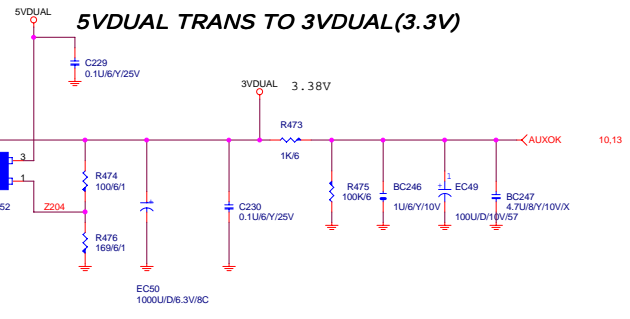 5VDUAL
5VDUAL TRANS TO 3VDUAL(3.3V)
C229
0.1U/6/Y/25V
3VDUAL
3.38V
R473
1K/6
AUXOK
10,13
3
1
52
Z204
R474
100/6/1
R476
169/6/1
EC50
1000U/D/6.3V/8C
C230
0.1U/6/Y/25V
R475
100K/6
BC246
1U/6/Y/10V
1
EC49
100U/D/10V/57
BC247
4.7U/8/Y/10V/X